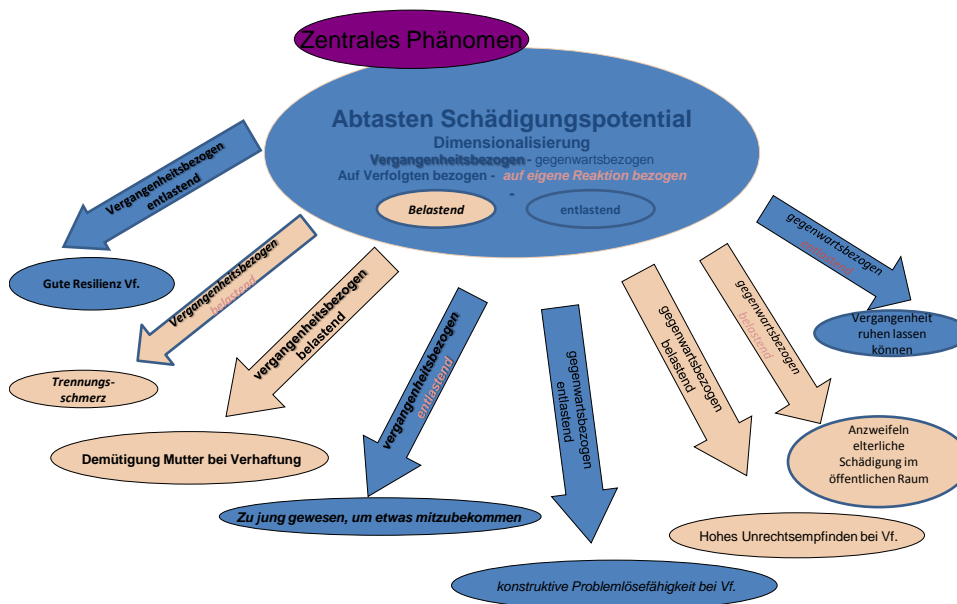 Zentrales Phänomen
Abtasten Schädigungspotential
Dimensionalisierung
Vergangenheitsbezogen - gegenwartsbezogen
Auf Verfolgten bezogen - auf eigene Reaktion bezogen
-
Belastend
entlastend
Vergangenheitsbezogen
entlastend
Gute Resilienz Vf.
Vergangenheitsbezogen
belastend
Trennungs-
schmerz
vergangenheitsbezogen
belastend
Demütigung Mutter bei Verhaftung
vergangenheitsbezogen
entlastend
Zu jung gewesen, um etwas mitzubekommen
gegenwartsbezogen
entlastend
konstruktive Problemlösefähigkeit bei Vf.
gegenwartsbezogen
belastend
Hohes Unrechtsempfinden bei Vf.
gegenwartsbezogen
belastend
Anzweifeln
elterliche
Schädigung im
öffentlichen Raum
gegenwartsbezogen
entlastend
Vergangenheit
ruhen lassen
können